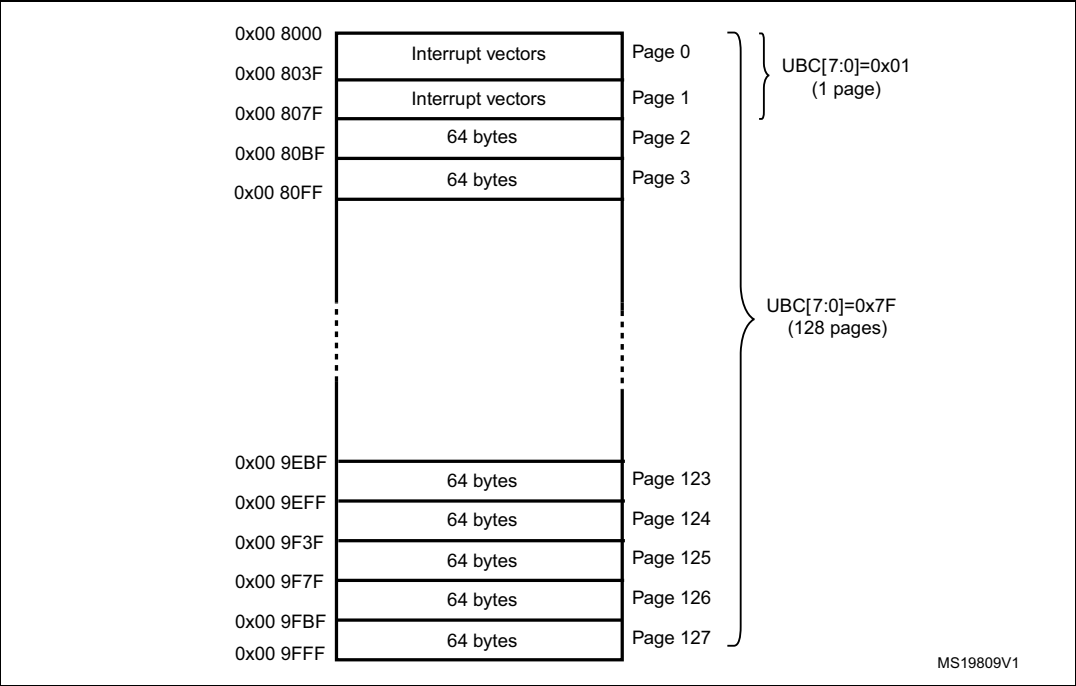 0x00 8000
Interrupt vectors
Page 0
UBC[7:0]=0x01
(1 page)
0x00 803F
Interrupt vectors
Page 1
0x00 807F
64 bytes
Page 2
0x00 80BF
64 bytes
Page 3
0x00 80FF
UBC[7:0]=0x7F
(128 pages)
0x00 9EBF
64 bytes
Page 123
0x00 9EFF
64 bytes
Page 124
0x00 9F3F
64 bytes
Page 125
0x00 9F7F
64 bytes
Page 126
0x00 9FBF
64 bytes
Page 127
0x00 9FFF
MS19809V1